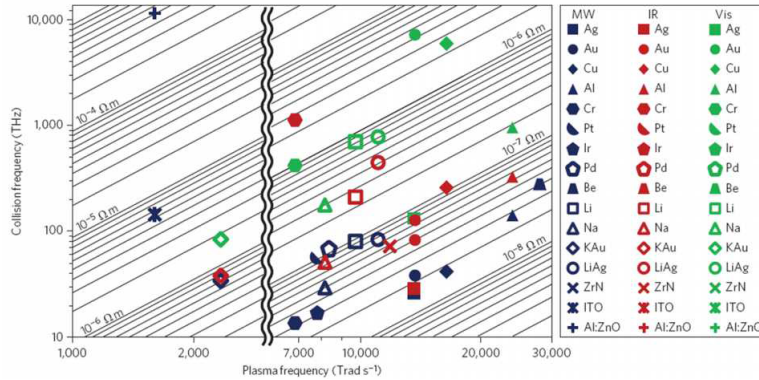 MW IR Vis
Ag Ag Ag
Au Au Au
Cu Cu Cu
Al Al Al
Cr Cr Cr
Pt Pt Pt
Ir Ir Ir
Pd Pd Pd
Be Be Be
Li Li Li
Na Na Na
KAu KAu KAu
LiAg LiAg LiAg
ZrN ZrN ZrN
ITO ITO ITO
Al:ZnO Al:ZnO Al:ZnO
10,000
1,000
100
10
Collision frequency (THz)
10⁻⁴ Ω m
10⁻⁵ Ω m
10⁻⁶ Ω m
10⁻⁶ Ω m
10⁻⁷ Ω m
10⁻⁸ Ω m
1,000 2,000 7,000 10,000 20,000 30,000
Plasma frequency (Trad s⁻¹)